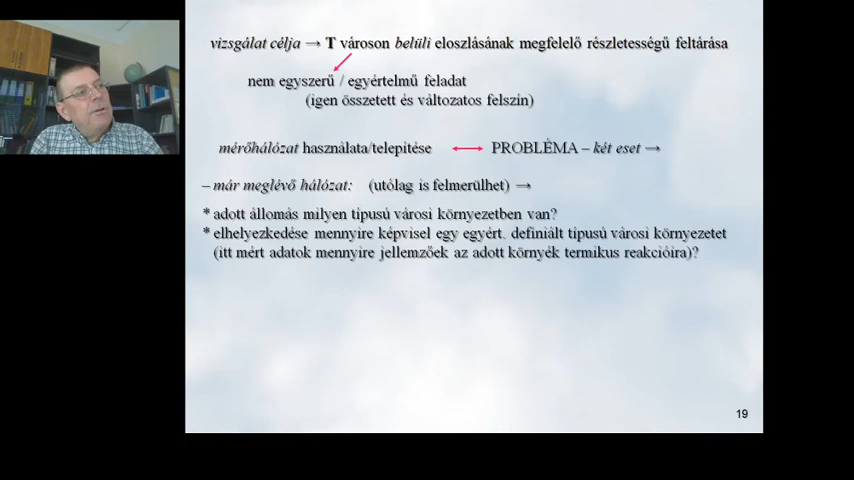 vizsgálat célja → T városon belüli eloszlásának megfelelő részletességű feltárása
nem egyszerű / egyértelmű feladat
(igen összetett és változatos felszín)
mérőhálózat használata/telepítése ↔ PROBLÉMA – két eset →
– már meglévő hálózat: (utólag is felmerülhet) →
* adott állomás milyen típusú városi környezetben van?
* elhelyezkedése mennyire képvisel egy egyért. definiált típusú városi környezetet
(itt mért adatok mennyire jellemzőek az adott környék termikus reakcióira)?
19